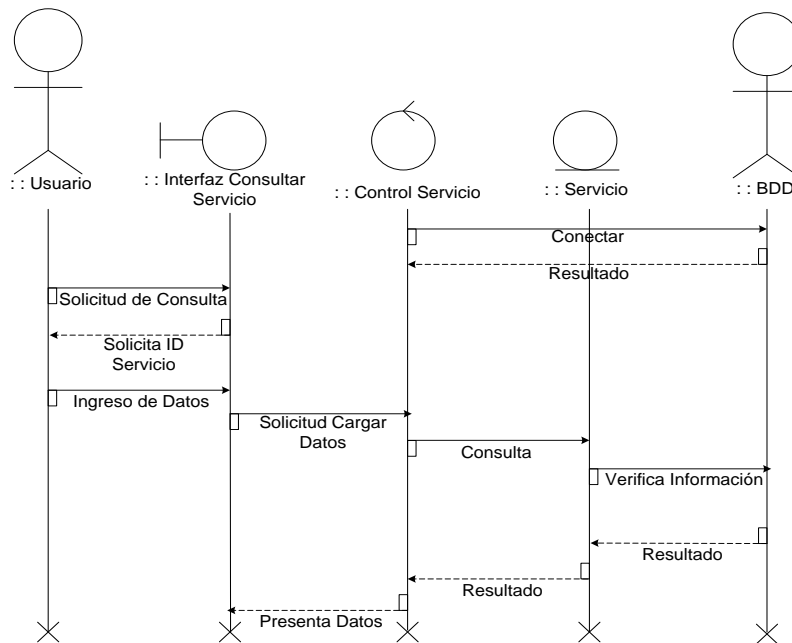 : : Usuario
: : Interfaz Consultar
Servicio
: : Control Servicio
: : Servicio
: : BDD
Conectar
Resultado
Solicitud de Consulta
Solicita ID
Servicio
Ingreso de Datos
Solicitud Cargar
Datos
Consulta
Verifica Información
Resultado
Resultado
Presenta Datos